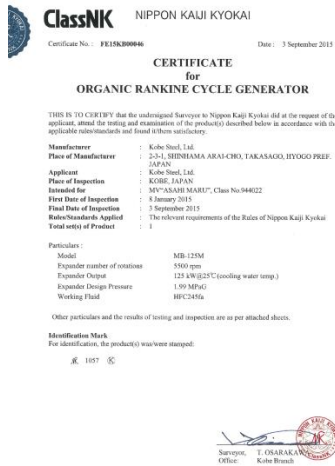 ClassNK
NIPPON KAIJI KYOKAI
Certificate No. : FE15KB00046 Date : 3 September 2015
CERTIFICATE
for
ORGANIC RANKINE CYCLE GENERATOR
THIS IS TO CERTIFY that the undersigned Surveyor to Nippon Kaiji Kyokai did at the request of the
applicant, attend the testing and examination of the product(s) described below in accordance with the
applicable rules/standards and found it/them satisfactory.
Manufacturer : Kobe Steel, Ltd.
Place of Manufacturer : 2-3-1, SHINHAMA ARAI-CHO, TAKASAGO, HYOGO PREF.
JAPAN
Applicant : Kobe Steel, Ltd.
Place of Inspection : KOBE, JAPAN
Intended for : MV"ASAHI MARU", Class No.944022
First Date of Inspection : 8 January 2015
Final Date of Inspection : 3 September 2015
Rules/Standards Applied : The relevant requirements of the Rules of Nippon Kaiji Kyokai
Total set(s) of Product : 1
Particulars :
Model MB-125M
Expander number of rotations 5500 rpm
Expander Output 125 kW@25℃(cooling water temp.)
Expander Design Pressure 1.99 MPaG
Working Fluid HFC245fa
Other particulars and the results of testing and inspection are as per attached sheets.
Identification Mark
For identification, the product(s) was/were stamped:
1057 Ⓚ
Surveyor, T. OSARAKAWA
Office: Kobe Branch